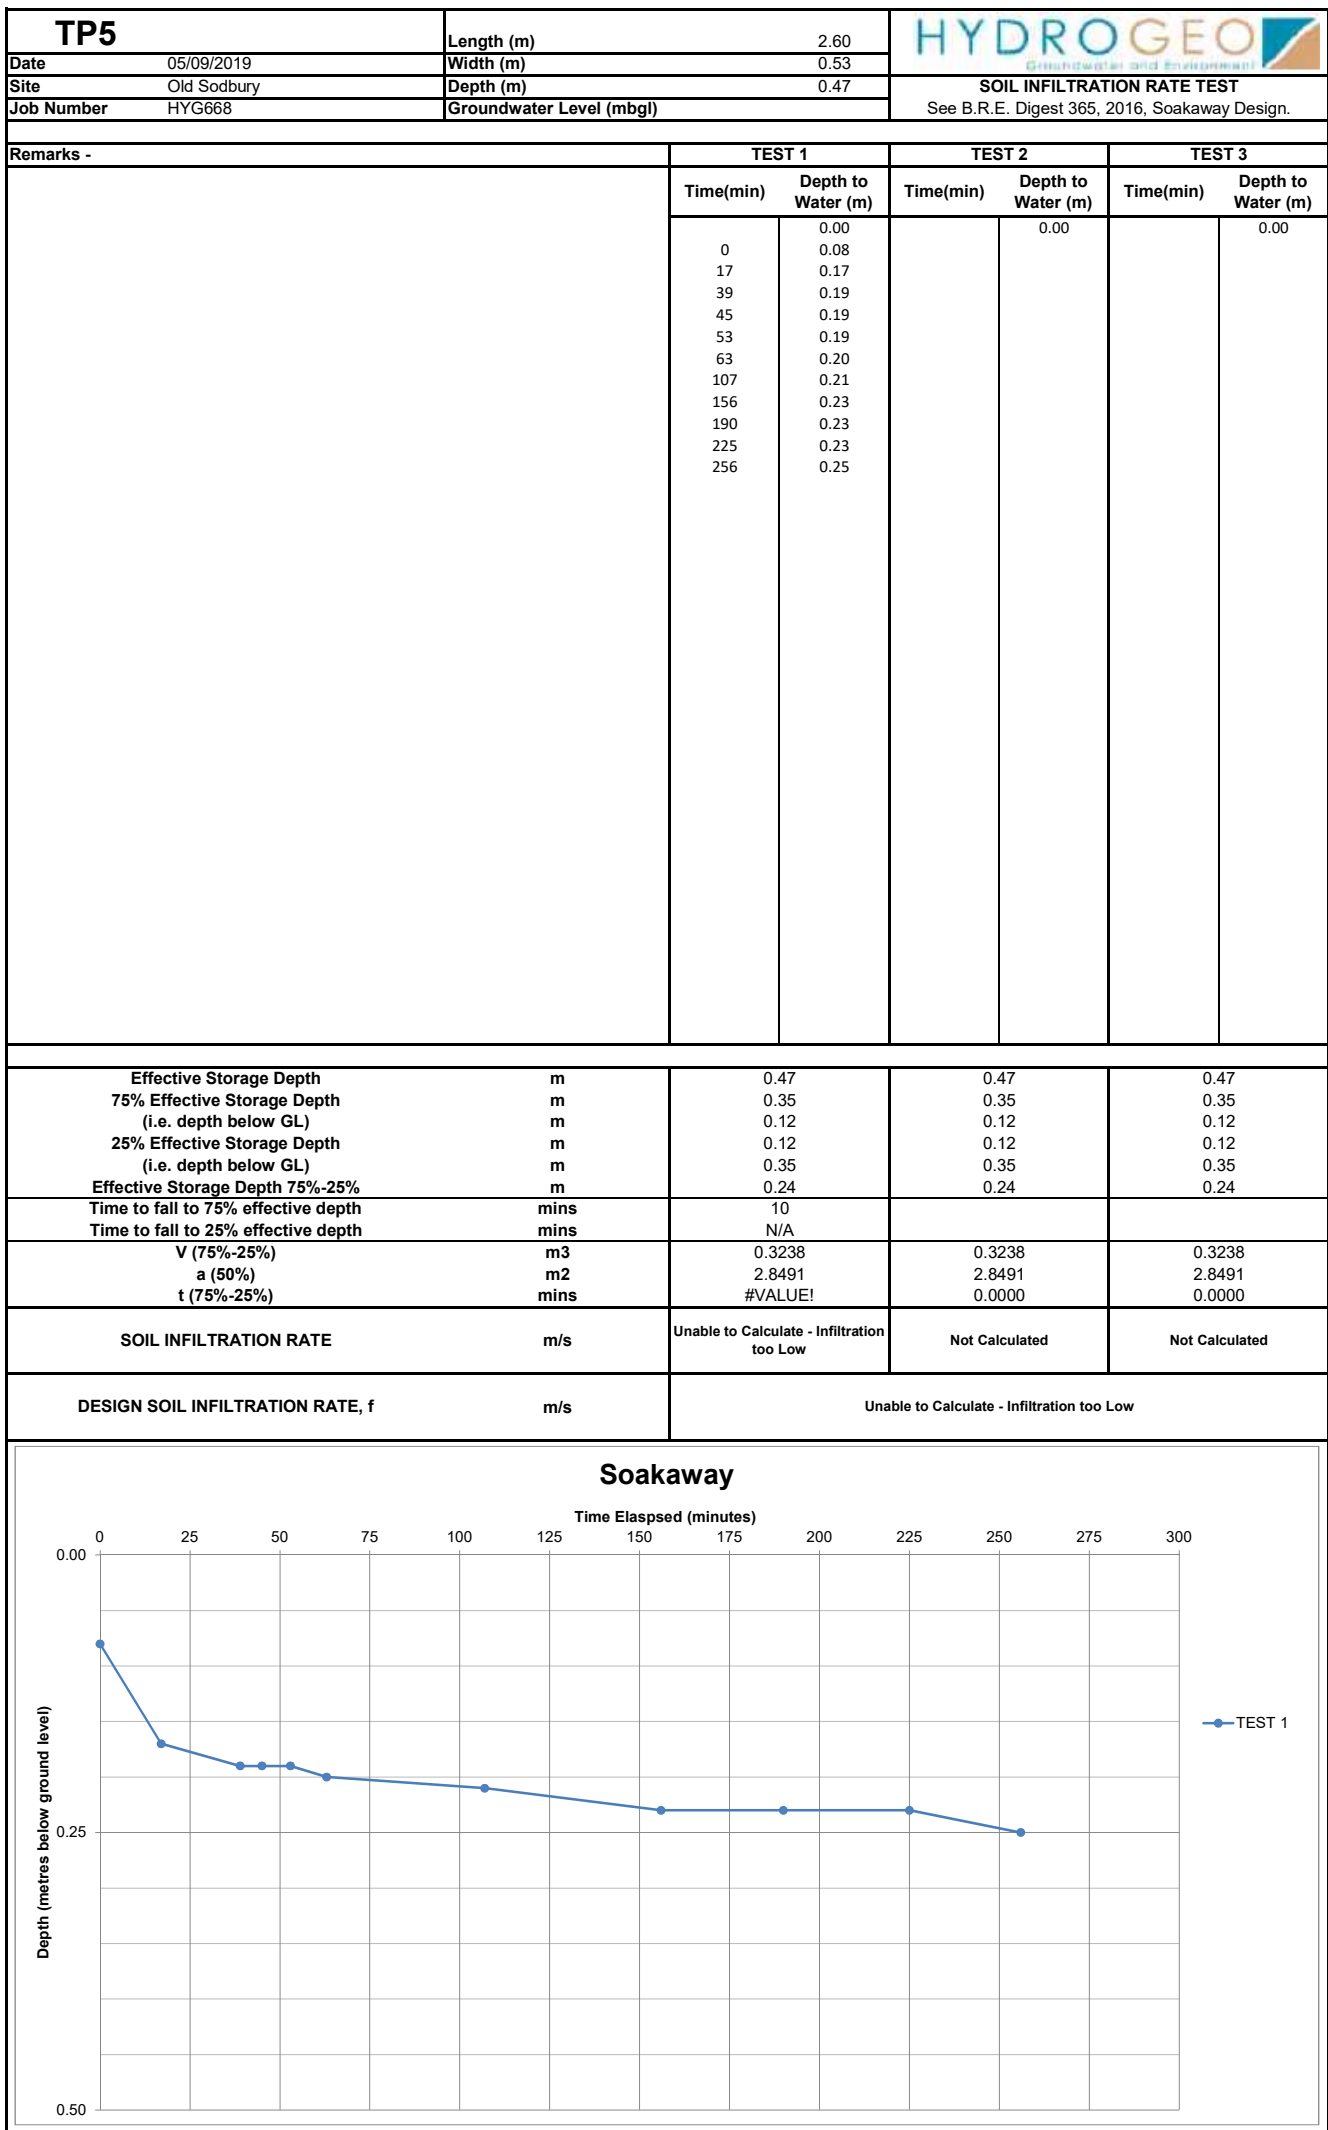 TP5
Length (m) 2.60
HYDROGEO
Groundwater and Environment
Date 05/09/2019 Width (m) 0.53
Site Old Sodbury Depth (m) 0.47 SOIL INFILTRATION RATE TEST
Job Number HYG668 Groundwater Level (mbgl) See B.R.E. Digest 365, 2016, Soakaway Design.
Remarks - TEST 1 TEST 2 TEST 3
Time(min) Depth to Water (m) Time(min) Depth to Water (m) Time(min) Depth to Water (m)
0.00 0.00 0.00
0 0.08
17 0.17
39 0.19
45 0.19
53 0.19
63 0.20
107 0.21
156 0.23
190 0.23
225 0.23
256 0.25
Effective Storage Depth m 0.47 0.47 0.47
75% Effective Storage Depth m 0.35 0.35 0.35
(i.e. depth below GL) m 0.12 0.12 0.12
25% Effective Storage Depth m 0.12 0.12 0.12
(i.e. depth below GL) m 0.35 0.35 0.35
Effective Storage Depth 75%-25% m 0.24 0.24 0.24
Time to fall to 75% effective depth mins 10
Time to fall to 25% effective depth mins N/A
V (75%-25%) m3 0.3238 0.3238 0.3238
a (50%) m2 2.8491 2.8491 2.8491
t (75%-25%) mins #VALUE! 0.0000 0.0000
SOIL INFILTRATION RATE m/s Unable to Calculate - Infiltration too Low Not Calculated Not Calculated
DESIGN SOIL INFILTRATION RATE, f m/s Unable to Calculate - Infiltration too Low
Soakaway
Time Elaspsed (minutes)
0 25 50 75 100 125 150 175 200 225 250 275 300
0.00
0.25
0.50
Depth (metres below ground level)
TEST 1